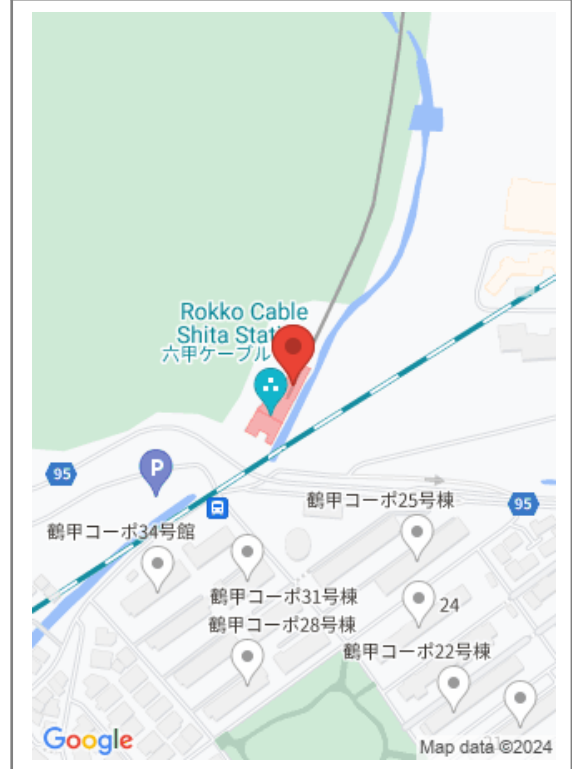 Rokko Cable
Shita Stati
六甲ケーブル
95
P
鶴甲コーポ25号棟
95
鶴甲コーポ34号館
鶴甲コーポ31号棟
24
鶴甲コーポ28号棟
鶴甲コーポ22号棟
Google
Map data ©2024